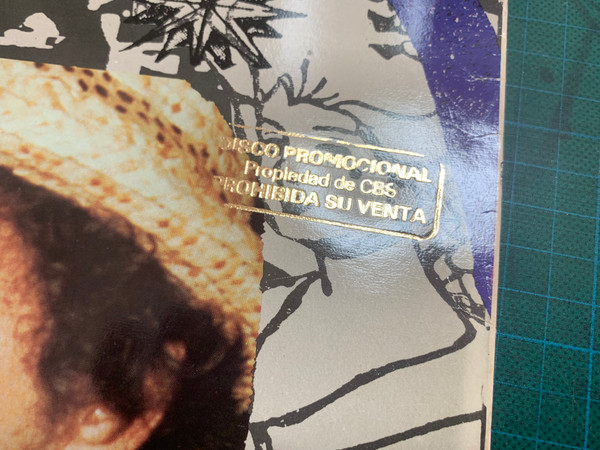 DISCO PROMOCIONAL
Propiedad de CBS
PROHIBIDA SU VENTA